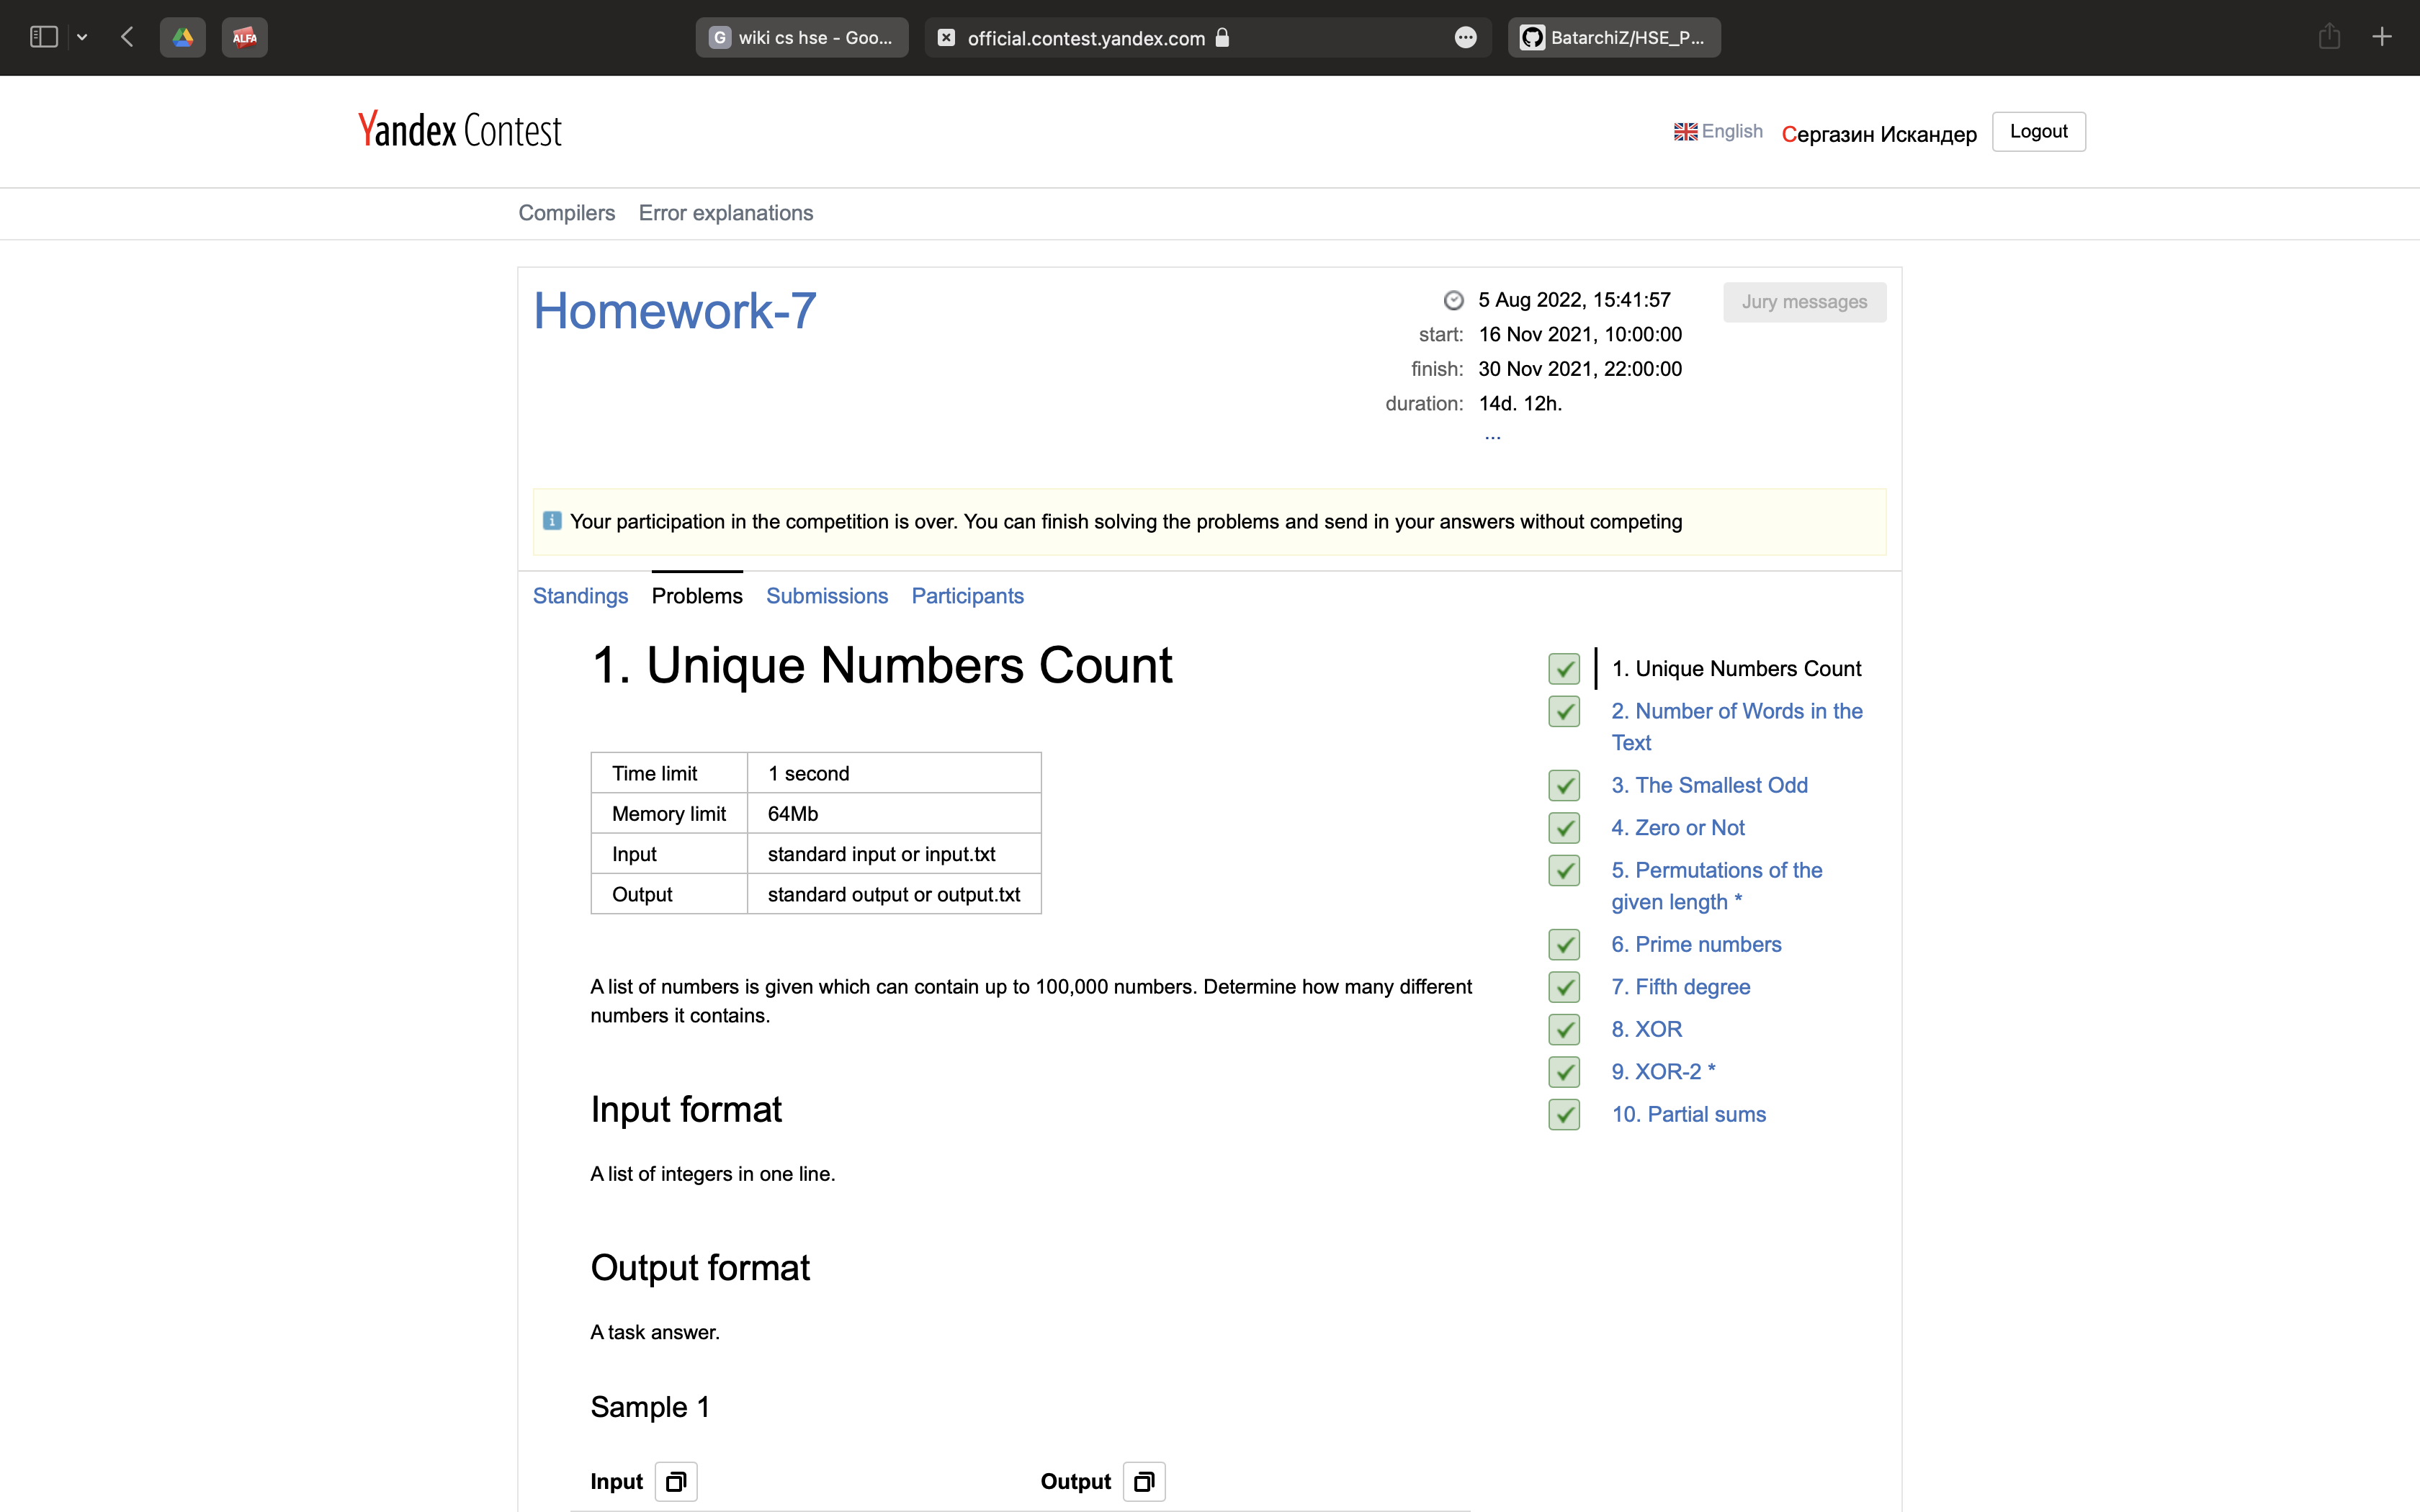 ALFA
G wiki cs hse - Goo...
official.contest.yandex.com
BatarchiZ/HSE_P...
Yandex Contest
English
Сергазин Искандер
Logout
Compilers
Error explanations
Homework-7
5 Aug 2022, 15:41:57
Jury messages
start: 16 Nov 2021, 10:00:00
finish: 30 Nov 2021, 22:00:00
duration: 14d. 12h.
...
Your participation in the competition is over. You can finish solving the problems and send in your answers without competing
Standings
Problems
Submissions
Participants
1. Unique Numbers Count
Time limit 1 second
Memory limit 64Mb
Input standard input or input.txt
Output standard output or output.txt
A list of numbers is given which can contain up to 100,000 numbers. Determine how many different
numbers it contains.
Input format
A list of integers in one line.
Output format
A task answer.
Sample 1
Input
Output
1. Unique Numbers Count
2. Number of Words in the
Text
3. The Smallest Odd
4. Zero or Not
5. Permutations of the
given length *
6. Prime numbers
7. Fifth degree
8. XOR
9. XOR-2 *
10. Partial sums